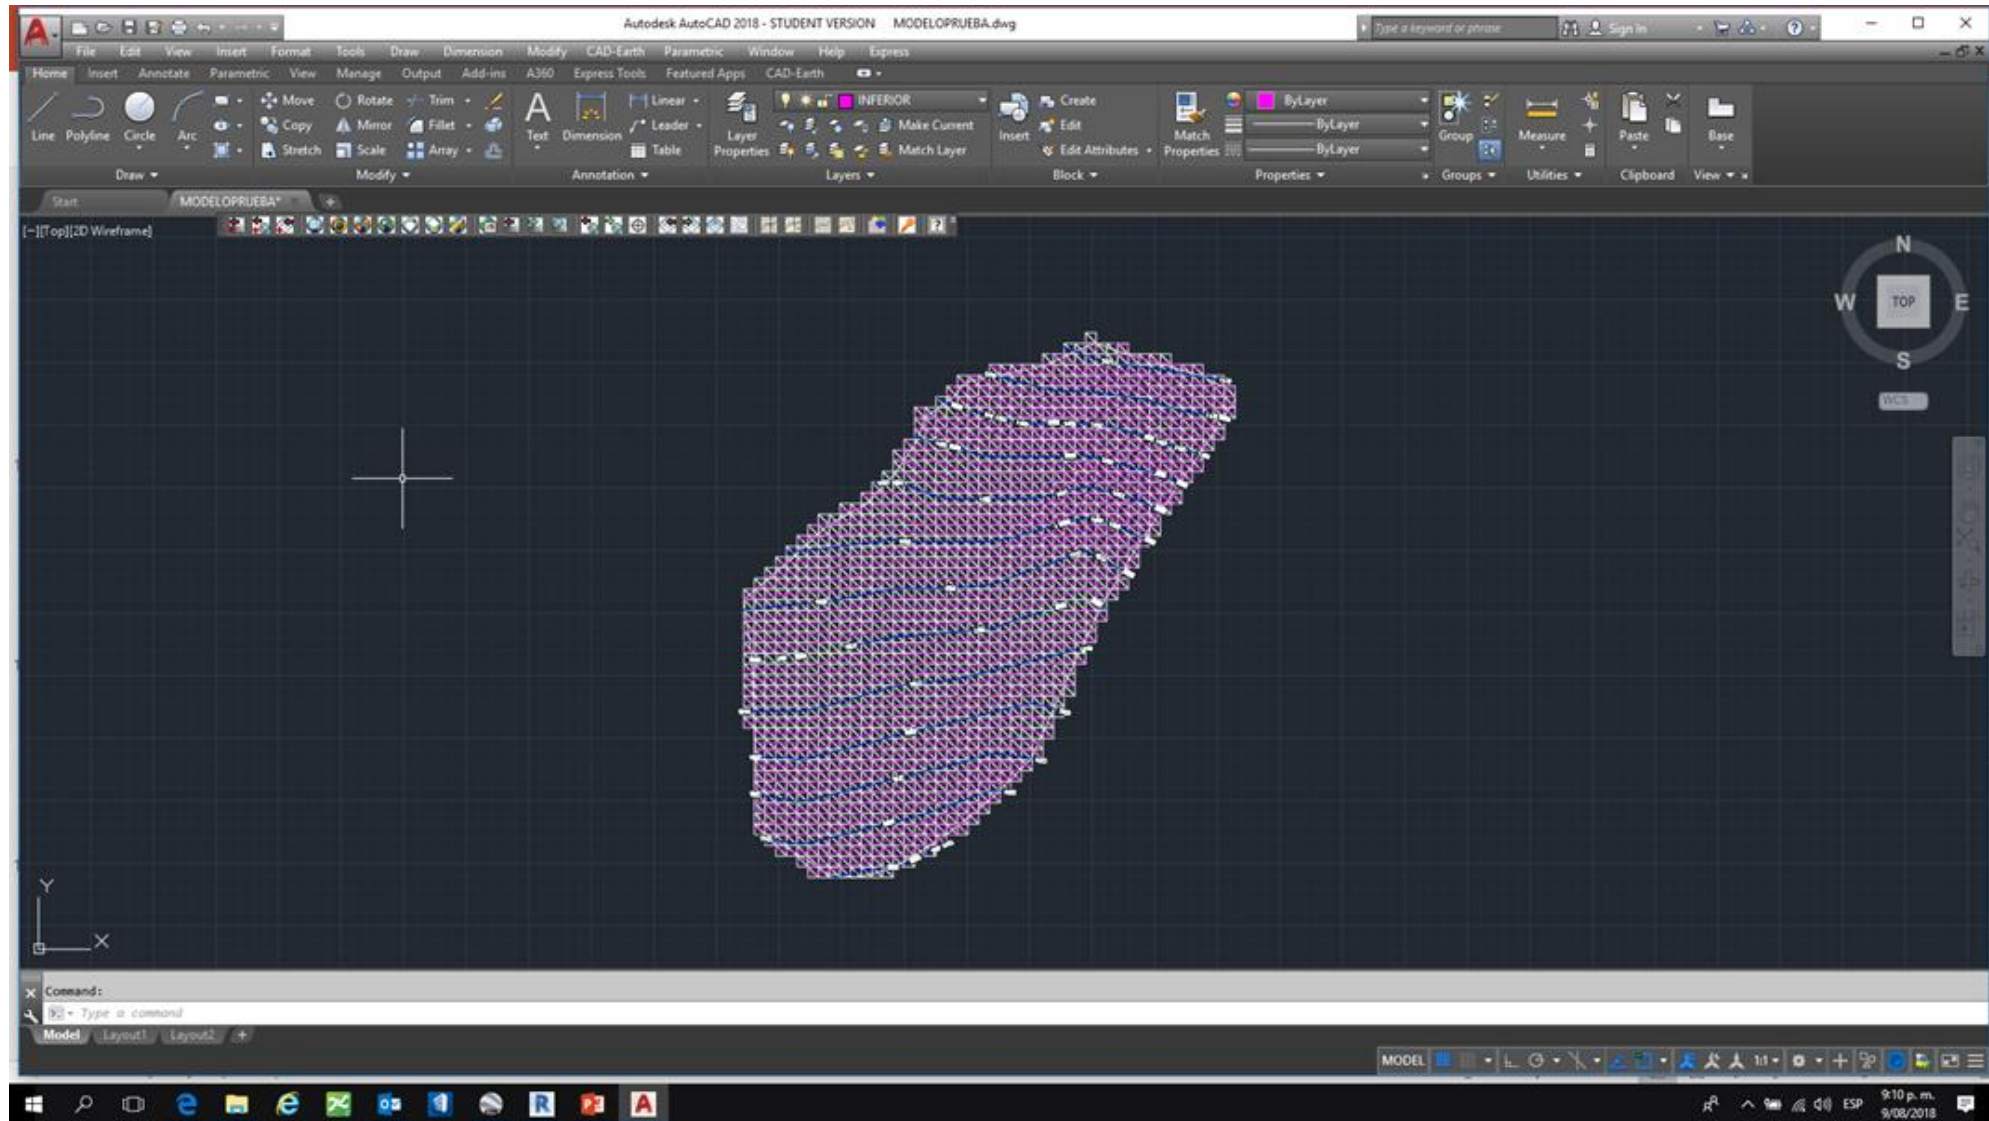 Autodesk AutoCAD 2018 - STUDENT VERSION MODELOPRUEBA.dwg
Type a keyword or phrase
Sign In
File Edit View Insert Format Tools Draw Dimension Modify CAD-Earth Parametric Window Help Express
Home Insert Annotate Parametric View Manage Output Add-ins A360 Express Tools Featured Apps CAD-Earth
Move Rotate Trim Linear INFERIOR Create ByLayer
Line Polyline Circle Arc Copy Mirror Fillet Text Dimension Leader Layer Properties Make Current Insert Edit Match Properties ByLayer Group Measure Paste Base
Stretch Scale Array Table Match Layer Edit Attributes ByLayer
Draw Modify Annotation Layers Block Properties Groups Utilities Clipboard View
Start MODELOPRUEBA*
[–][Top][2D Wireframe]
N
W TOP E
S
WCS
Y
X
Command:
Type a command
Model Layout1 Layout2 +
MODEL 1:1
ESP 9:10 p. m.
9/08/2018